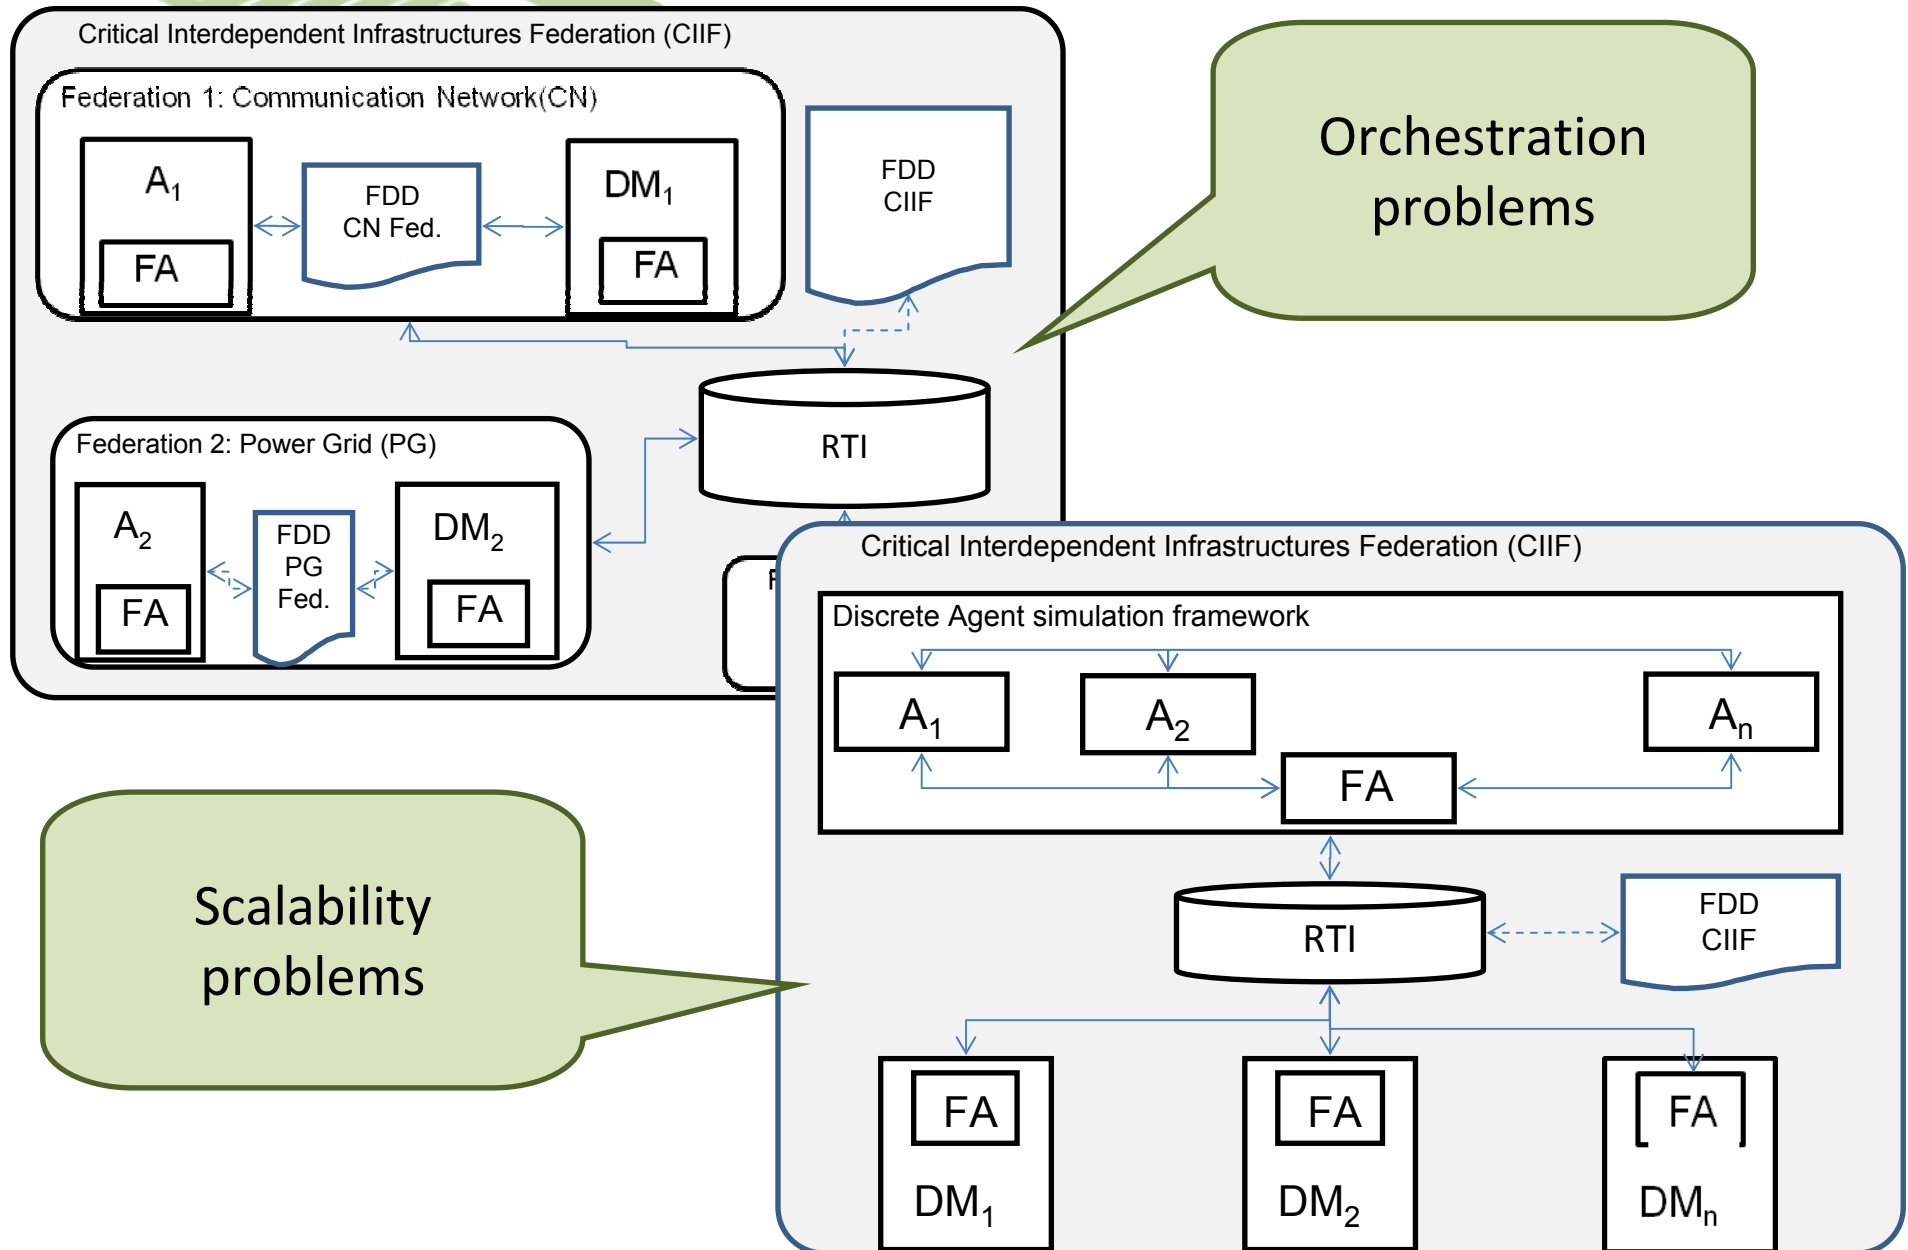 Critical Interdependent Infrastructures Federation (CIIF)
Federation 1: Communication Network(CN)
A1
FA
FDD
CN Fed.
DM1
FA
FDD
CIIF
Orchestration
problems
RTI
Federation 2: Power Grid (PG)
A2
FA
FDD
PG
Fed.
DM2
FA
Critical Interdependent Infrastructures Federation (CIIF)
Discrete Agent simulation framework
A1
A2
An
FA
Scalability
problems
RTI
FDD
CIIF
FA
DM1
FA
DM2
FA
DMn